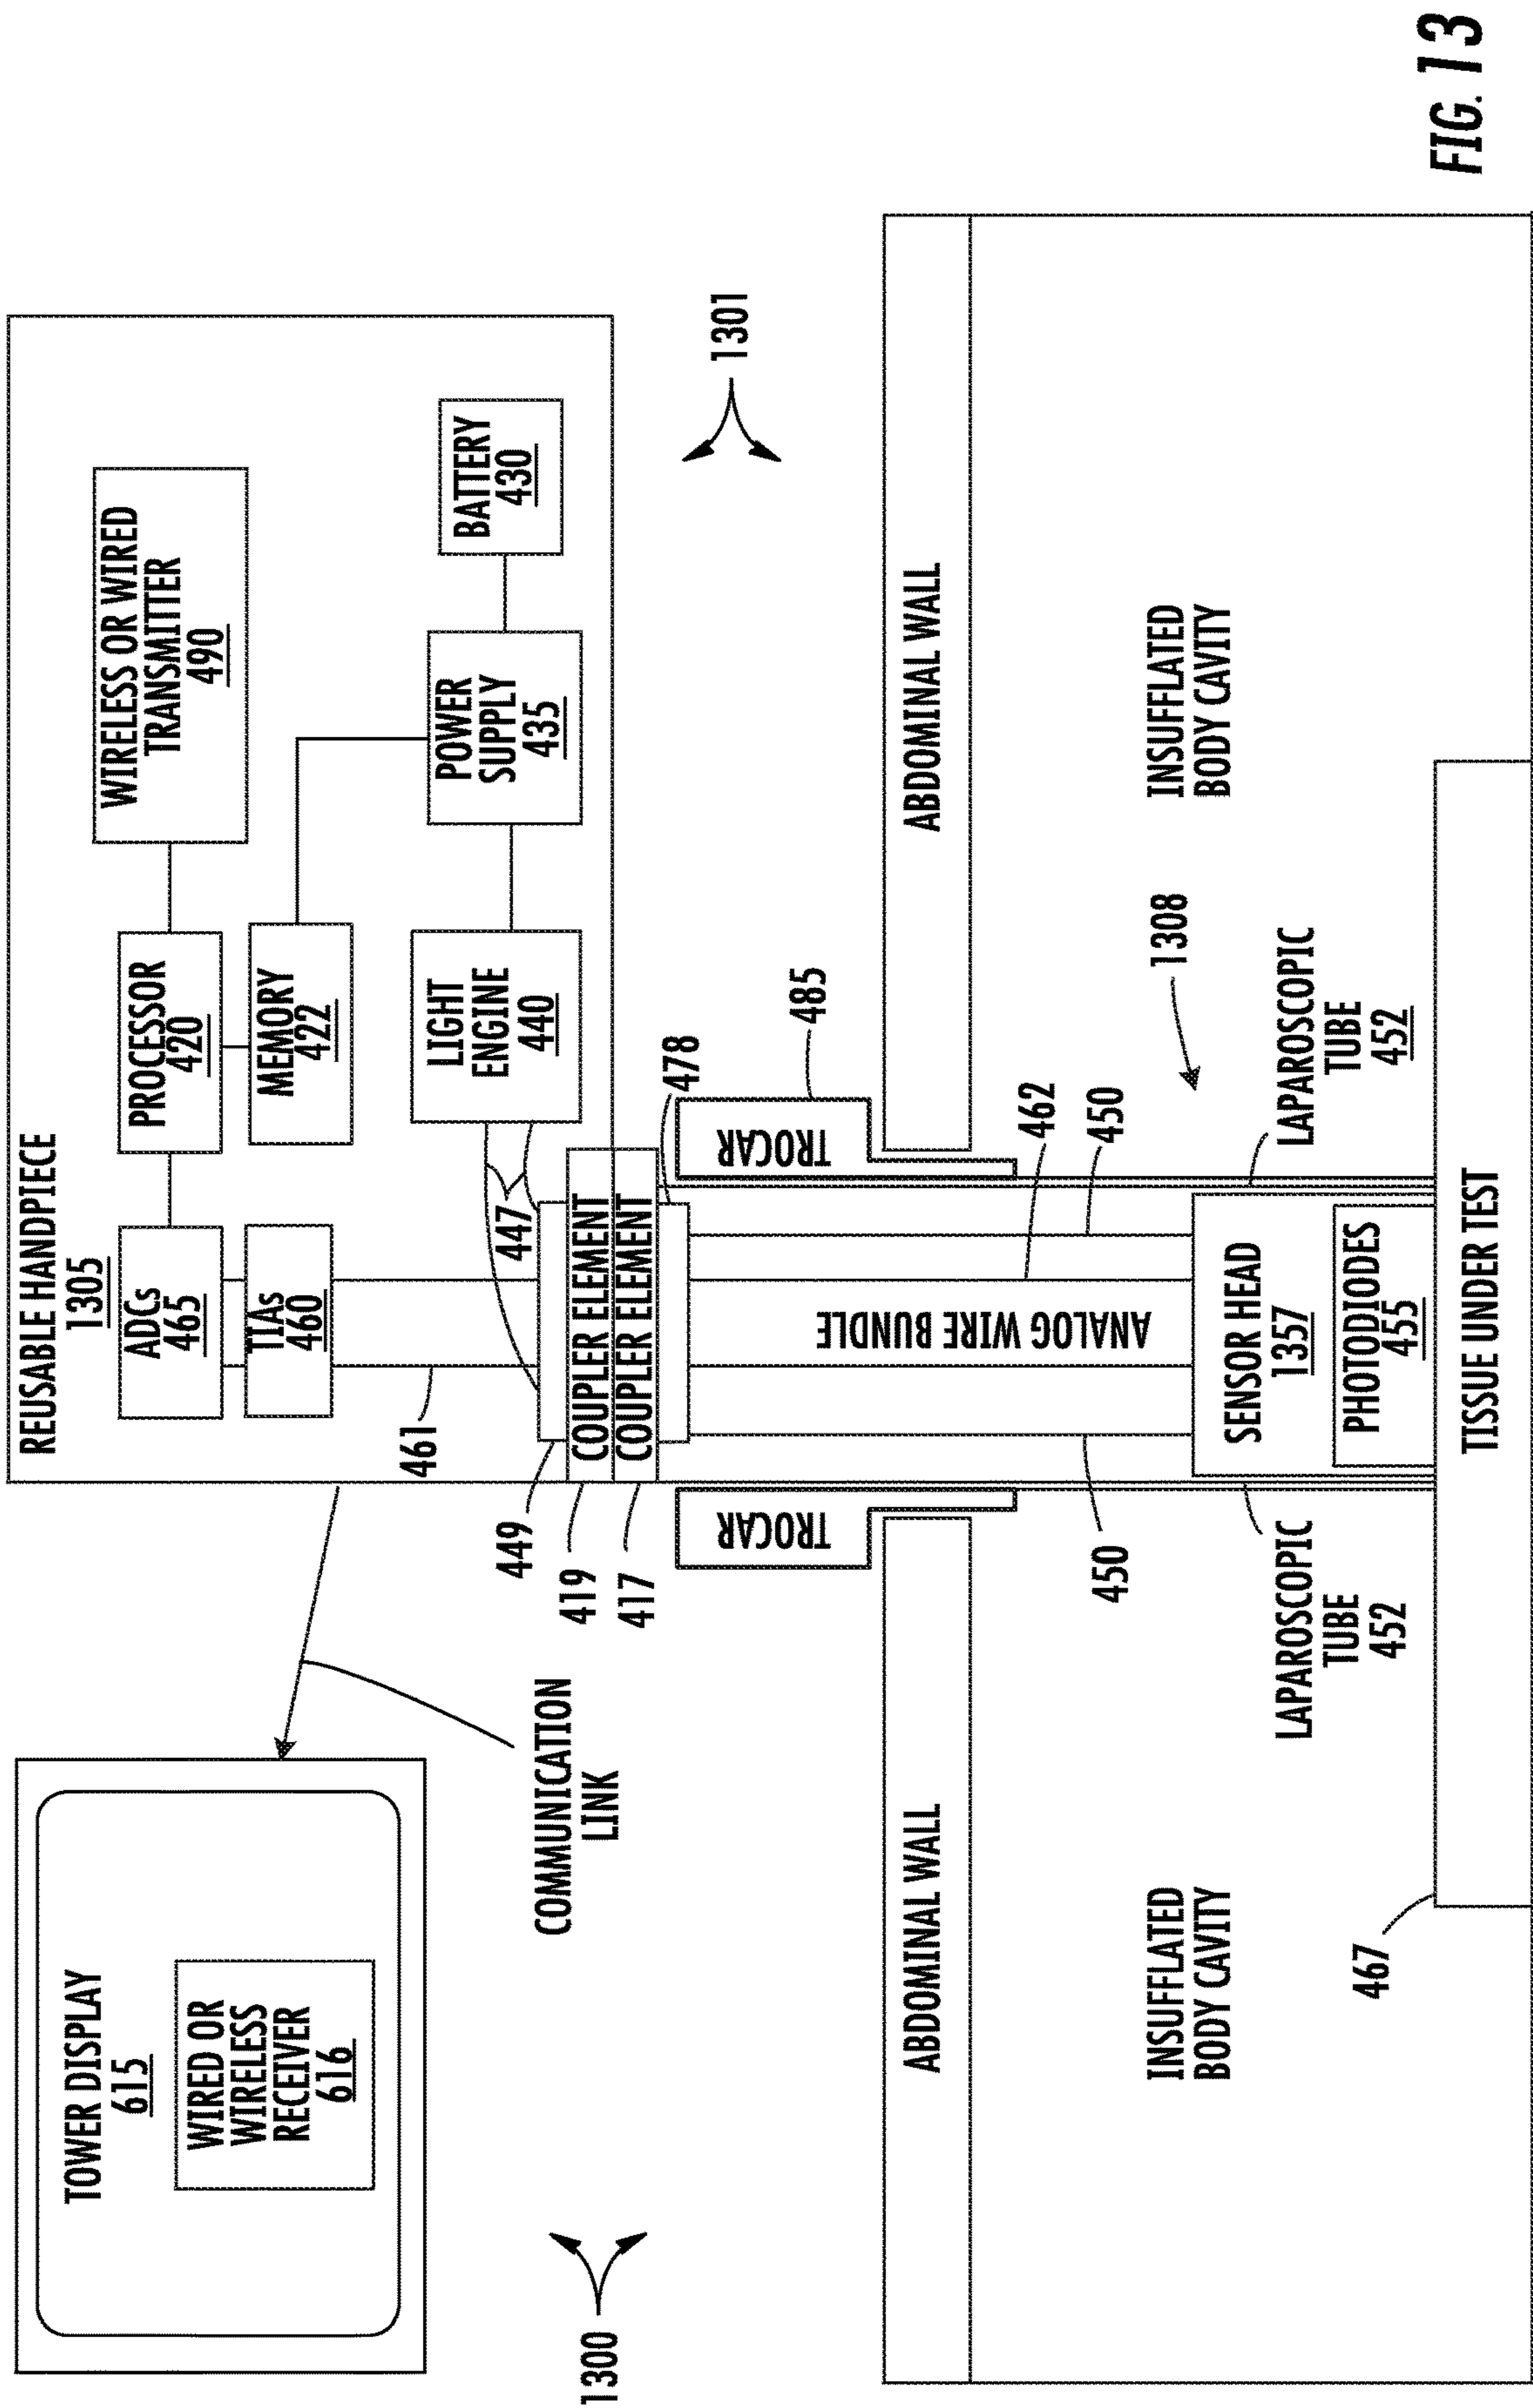 TOWER DISPLAY
615
WIRED OR
WIRELESS
RECEIVER
616
1300
COMMUNICATION
LINK
REUSABLE HANDPIECE
1305
ADCs
465
TIAs
460
461
PROCESSOR
420
MEMORY
422
WIRELESS OR WIRED
TRANSMITTER
490
LIGHT
ENGINE
440
POWER
SUPPLY
435
BATTERY
430
447
449
419
417
COUPLER ELEMENT
COUPLER ELEMENT
478
1301
TROCAR
TROCAR
485
ABDOMINAL WALL
ABDOMINAL WALL
ANALOG WIRE BUNDLE
462
450
450
1308
INSUFFLATED
BODY CAVITY
INSUFFLATED
BODY CAVITY
LAPAROSCOPIC
TUBE
452
LAPAROSCOPIC
TUBE
452
SENSOR HEAD
1357
PHOTODIODES
455
467
TISSUE UNDER TEST
FIG. 13